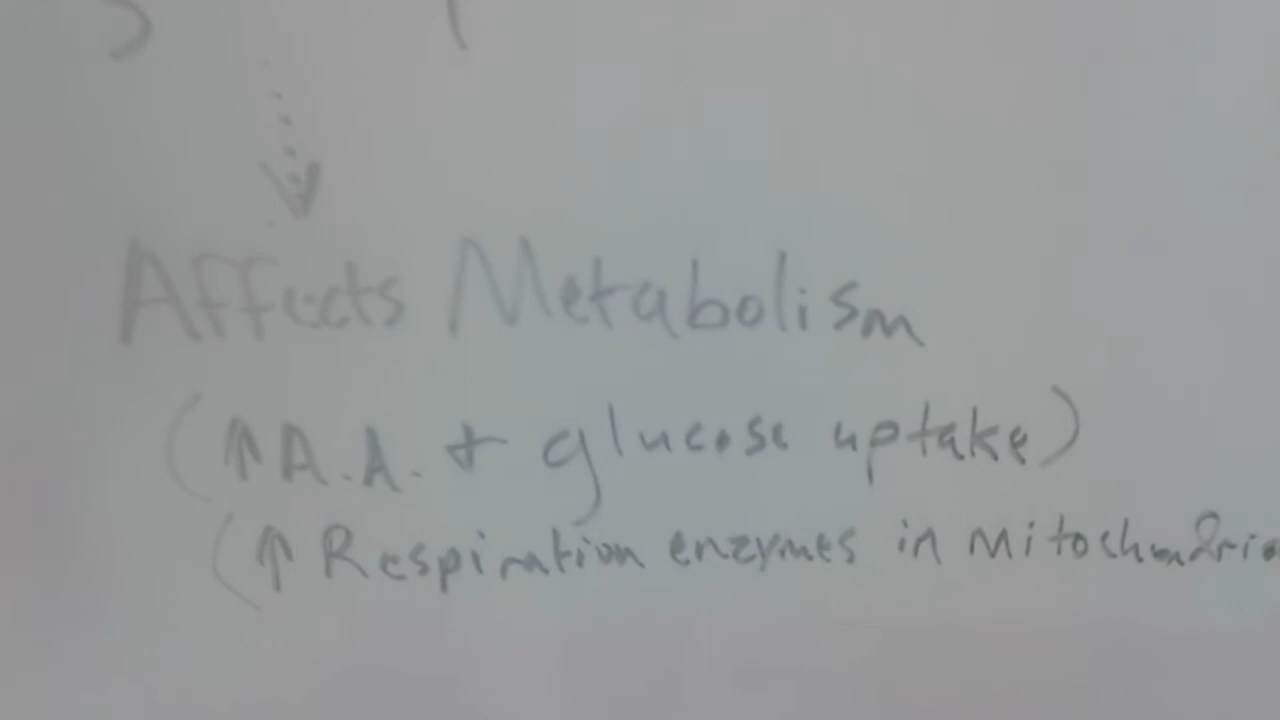 Affects Metabolism
(↑ A.A. + glucose uptake)
(↑ Respiration enzymes in mitochondria